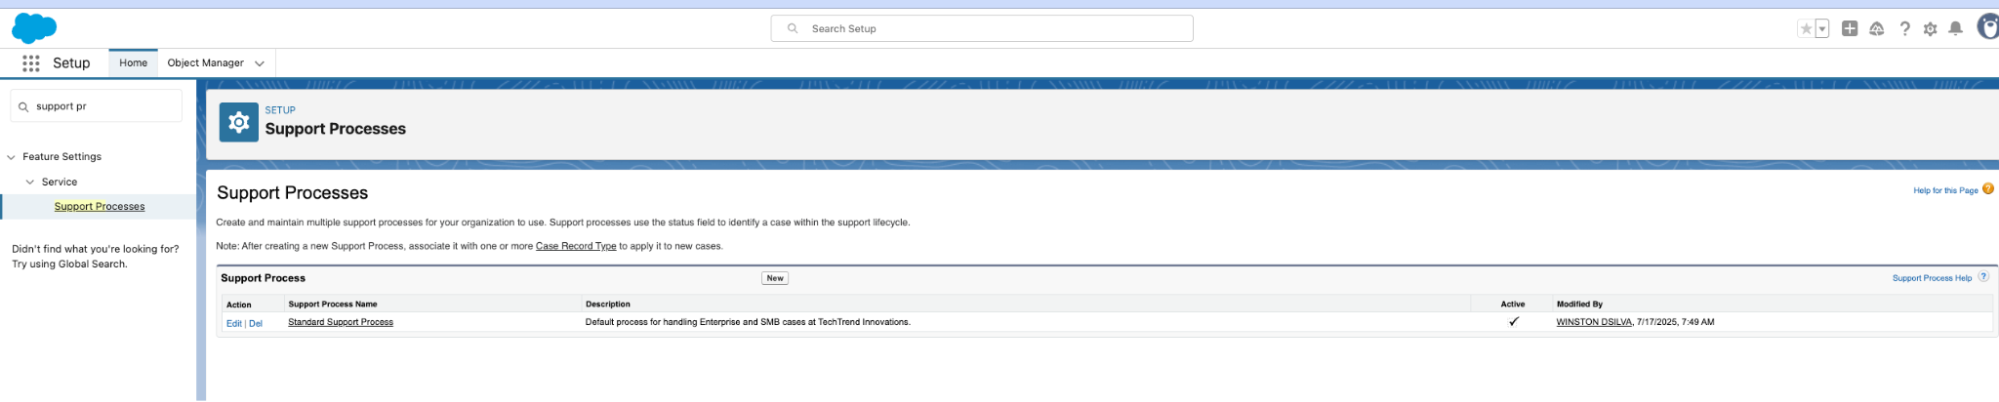 Search Setup
Setup
Home
Object Manager
support pr
Feature Settings
Service
Support Processes
Didn't find what you're looking for?
Try using Global Search.
SETUP
Support Processes
Support Processes
Help for this Page
Create and maintain multiple support processes for your organization to use. Support processes use the status field to identify a case within the support lifecycle.
Note: After creating a new Support Process, associate it with one or more Case Record Type to apply it to new cases.
Support Process
New
Support Process Help ?
Action Support Process Name Description Active Modified By
Edit | Del Standard Support Process Default process for handling Enterprise and SMB cases at TechTrend Innovations. ✓ WINSTON DSILVA, 7/17/2025, 7:49 AM